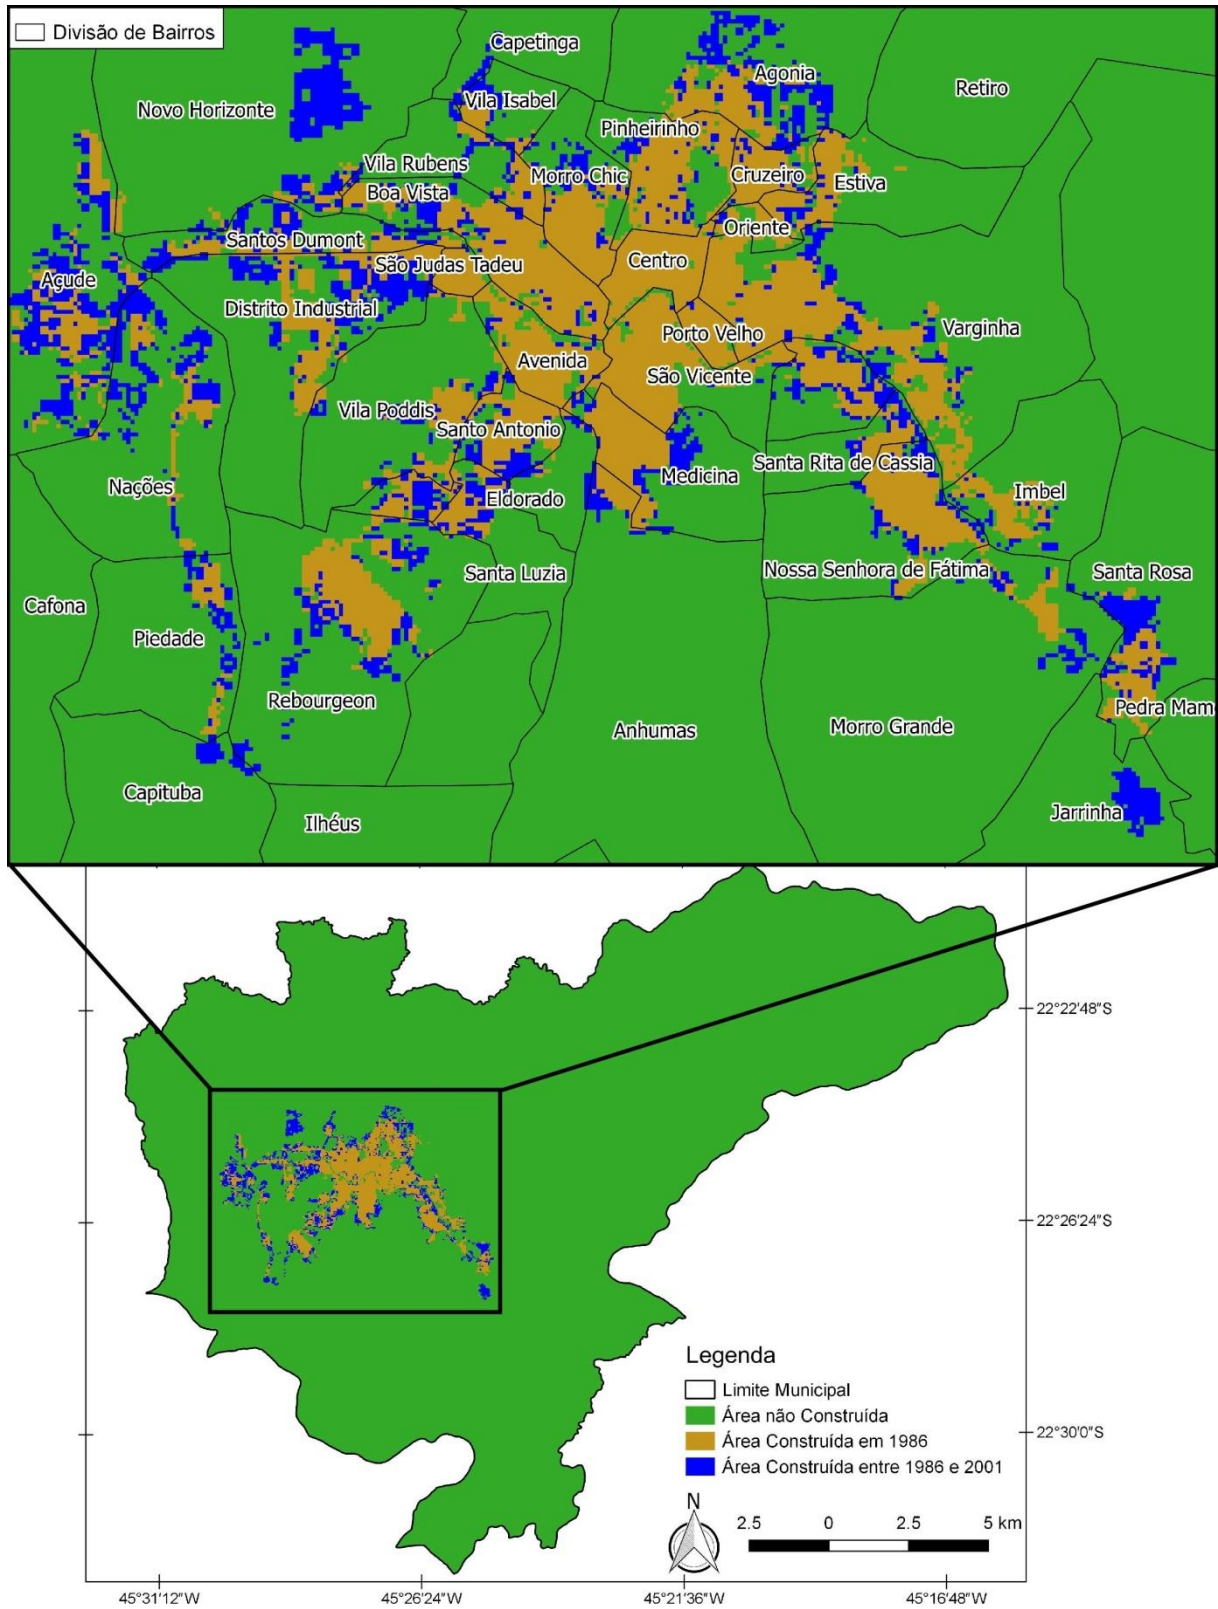 Divisão de Bairros
Capetinga
Agonia
Retiro
Novo Horizonte
Vila Isabel
Pinheirinho
Vila Rubens
Morro Chic
Cruzeiro
Estiva
Boa Vista
Oriente
Santos Dumont
São Judas Tadeu
Centro
Açude
Distrito Industrial
Varginha
Porto Velho
Avenida
São Vicente
Vila Poddis
Santo Antonio
Santa Rita de Cassia
Medicina
Nações
Imbel
Eldorado
Nossa Senhora de Fátima
Santa Luzia
Santa Rosa
Cafona
Piedade
Rebourgeon
Pedra Mam
Anhumas
Morro Grande
Capituba
Jarrinha
Ilhéus
22°22'48"S
22°26'24"S
Legenda
Limite Municipal
Área não Construída
22°30'0"S
Área Construída em 1986
Área Construída entre 1986 e 2001
N
2.5 0 2.5 5 km
45°31'12"W 45°26'24"W 45°21'36"W 45°16'48"W